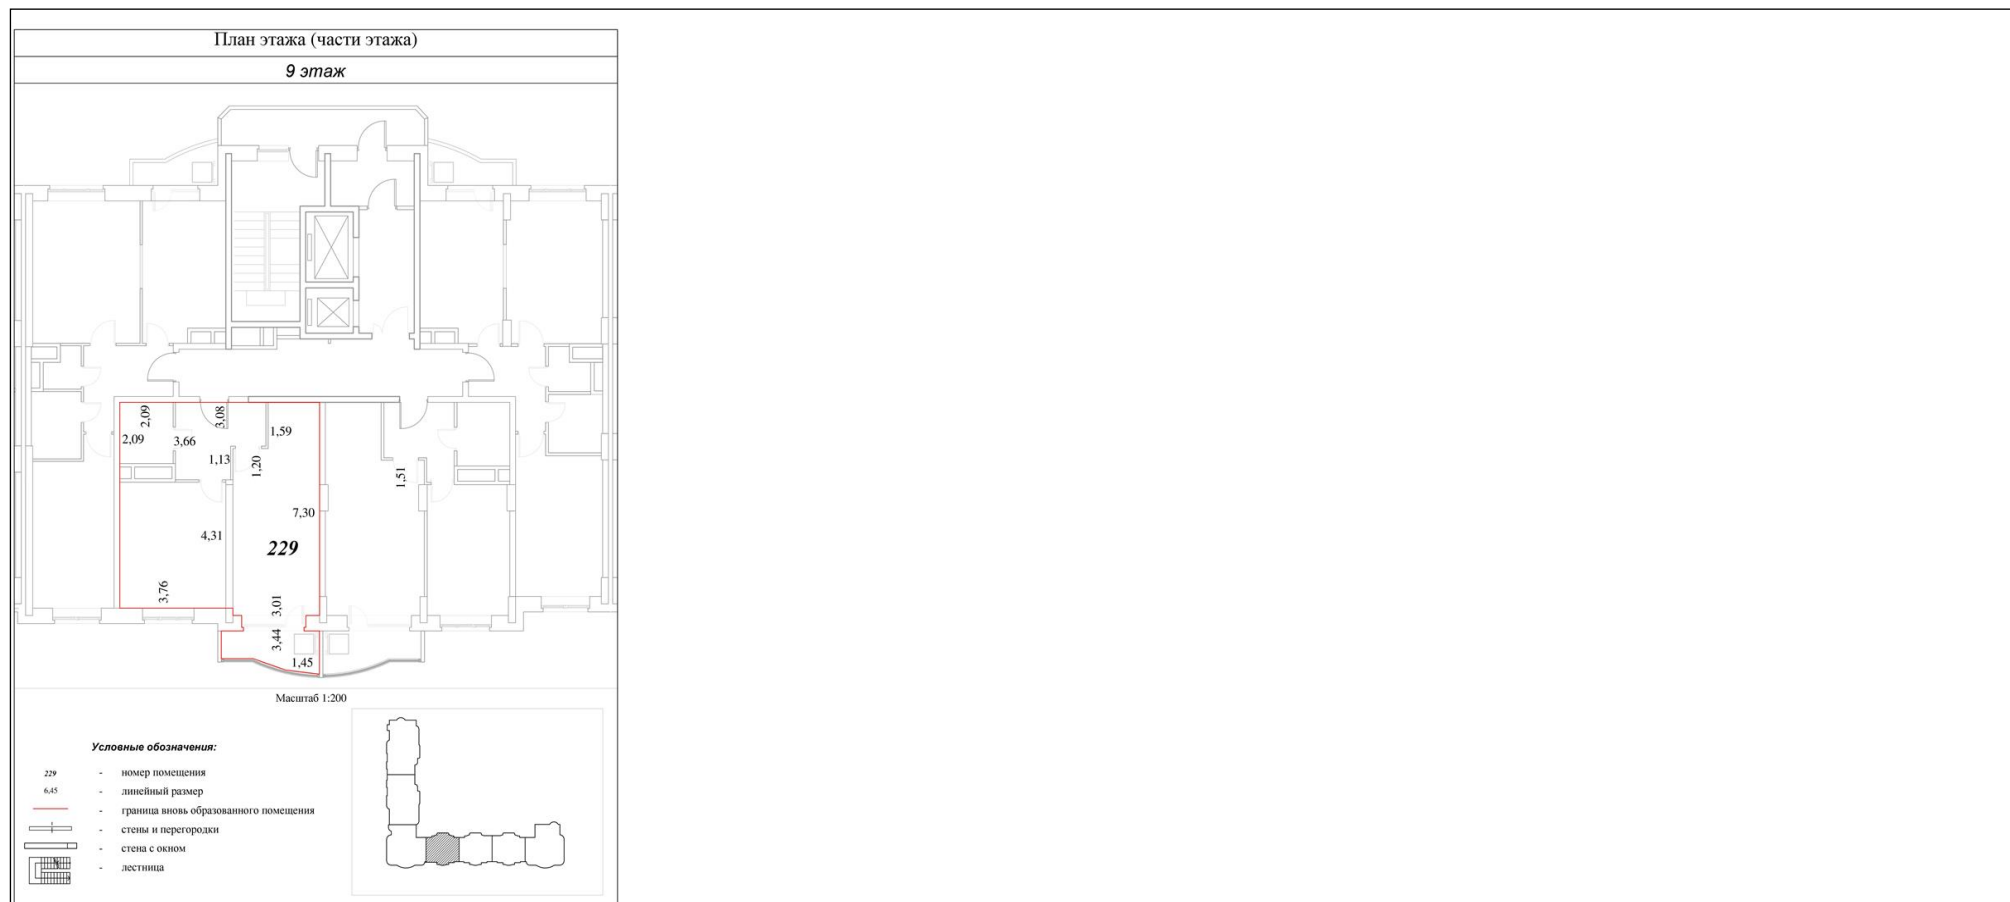 План этажа (части этажа)
9 этаж
2,09
3,08
1,59
2,09
3,66
1,13
1,20
1,51
7,30
4,31
229
3,76
3,01
3,44
1,45
Масштаб 1:200
Условные обозначения:
229 - номер помещения
6,45 - линейный размер
- граница вновь образованного помещения
- стены и перегородки
- стена с окном
- лестница